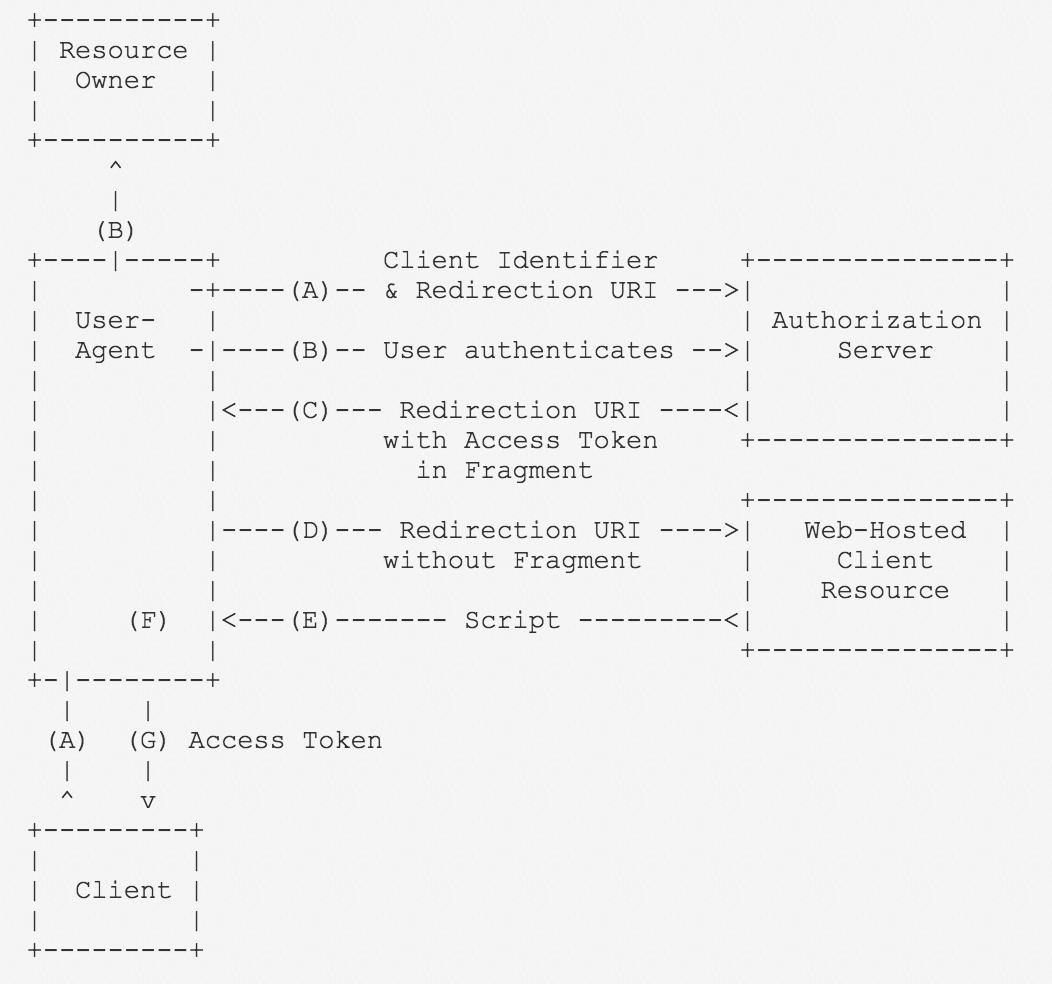 +----------+
| Resource |
|  Owner   |
|          |
+----------+
     ^
     |
    (B)
+----|-----+          Client Identifier     +---------------+
|         -+----(A)-- & Redirection URI --->|               |
|  User-   |                                | Authorization |
|  Agent  -|----(B)-- User authenticates -->|     Server    |
|          |                                |               |
|          |<---(C)--- Redirection URI ----<|               |
|          |          with Access Token     +---------------+
|          |            in Fragment
|          |                                +---------------+
|          |----(D)--- Redirection URI ---->|   Web-Hosted  |
|          |          without Fragment      |     Client    |
|          |                                |    Resource   |
|     (F)  |<---(E)------- Script ---------<|               |
|          |                                +---------------+
+-|--------+
  |    |
 (A)  (G) Access Token
  |    |
  ^    v
+---------+
|         |
|  Client |
|         |
+---------+